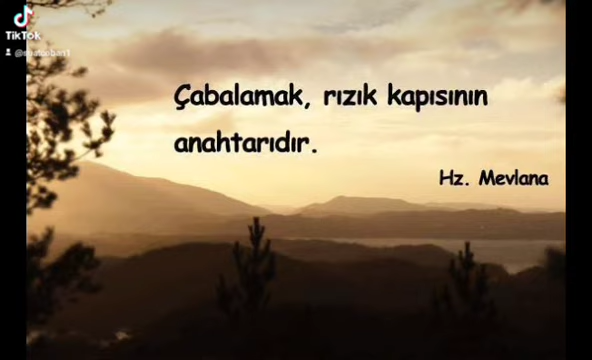 TikTok
Çabalamak, rızık kapısının
anahtarıdır.
Hz. Mevlana